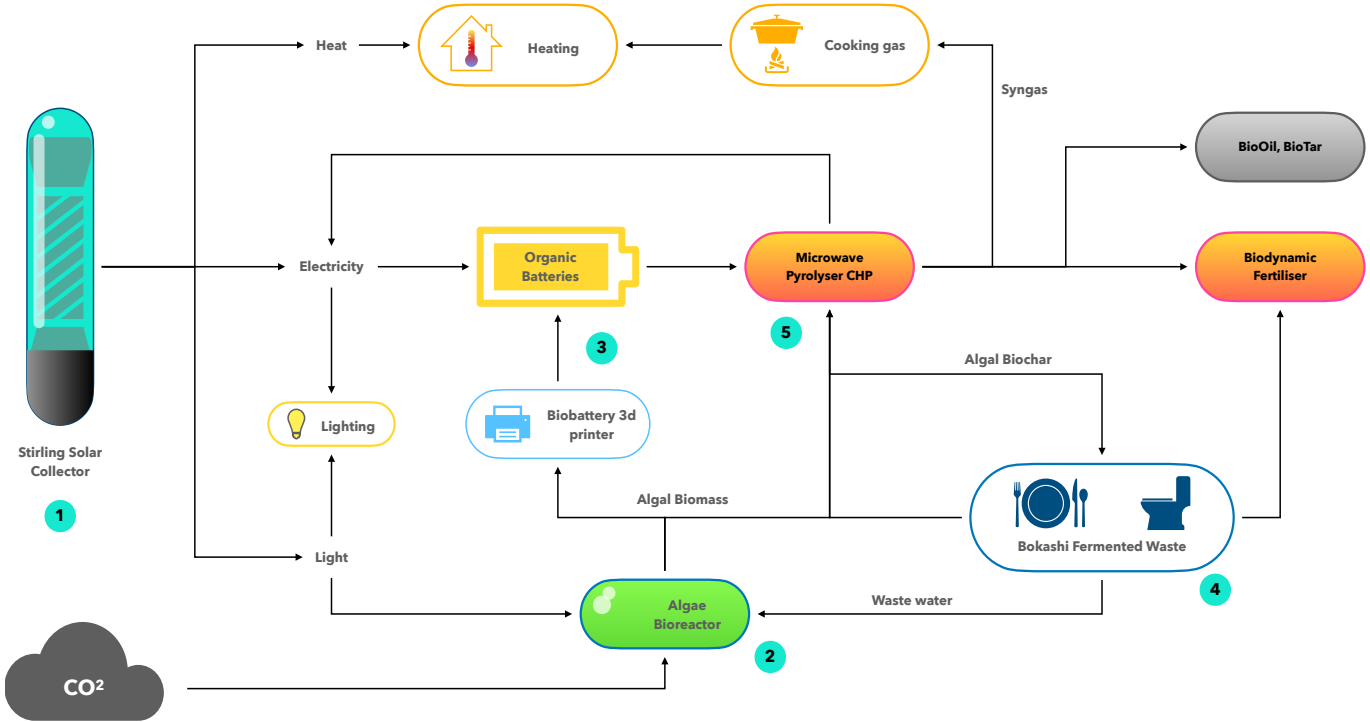 Heat
Heating
Cooking gas
Syngas
BioOil, BioTar
Electricity
Organic
Batteries
Microwave
Pyrolyser CHP
Biodynamic
Fertiliser
3
5
Algal Biochar
Lighting
Biobattery 3d
printer
Stirling Solar
Collector
1
Algal Biomass
Light
Bokashi Fermented Waste
4
Algae
Bioreactor
Waste water
2
CO²